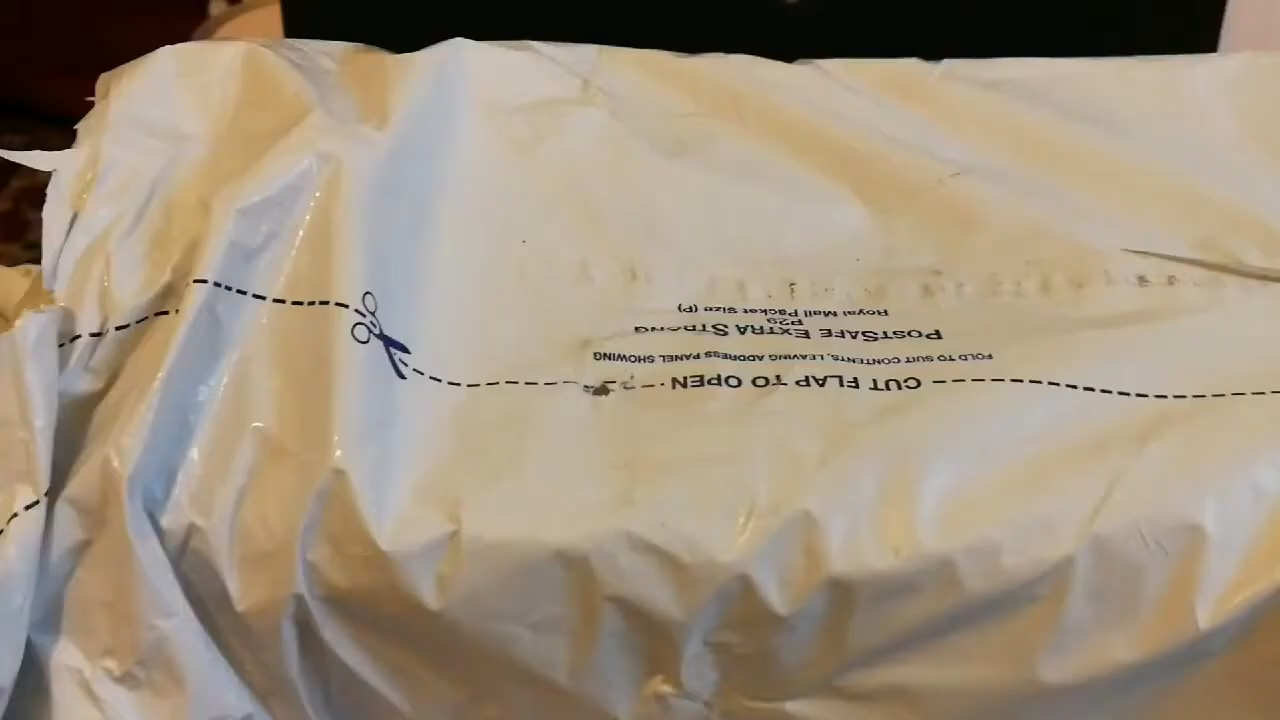 CUT FLAP TO OPEN
FOLD TO SUIT CONTENTS, LEAVING ADDRESS PANEL SHOWING
POSTSAFE EXTRA STRONG
P29
Royal Mail Packet Size (P)